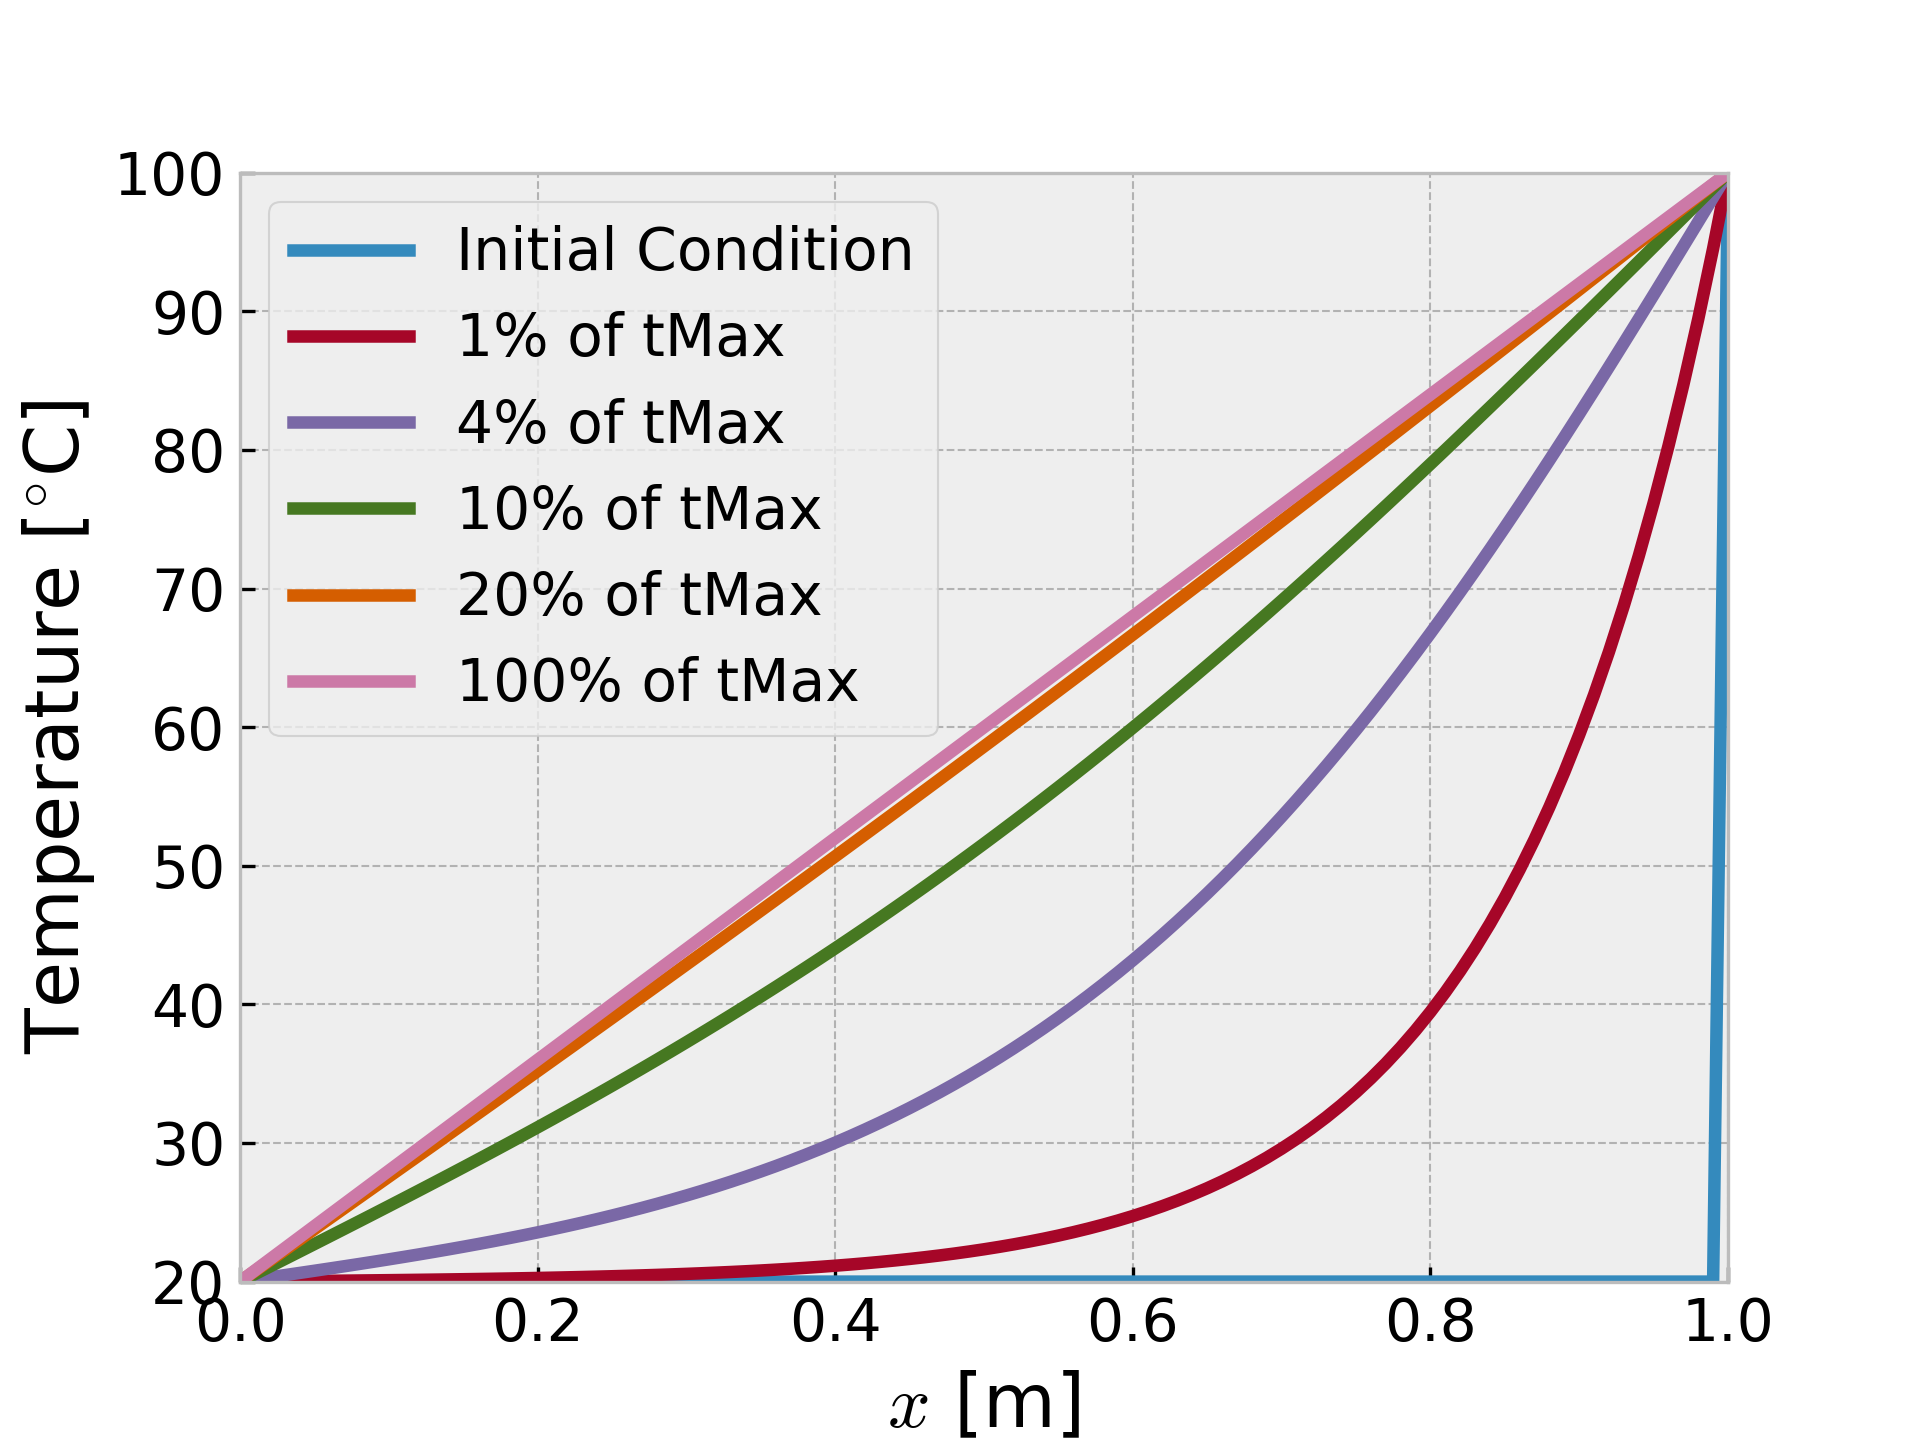 100
90
80
70
60
50
40
30
20
Temperature [°C]
Initial Condition
1% of tMax
4% of tMax
10% of tMax
20% of tMax
100% of tMax
0.0 0.2 0.4 0.6 0.8 1.0
x [m]